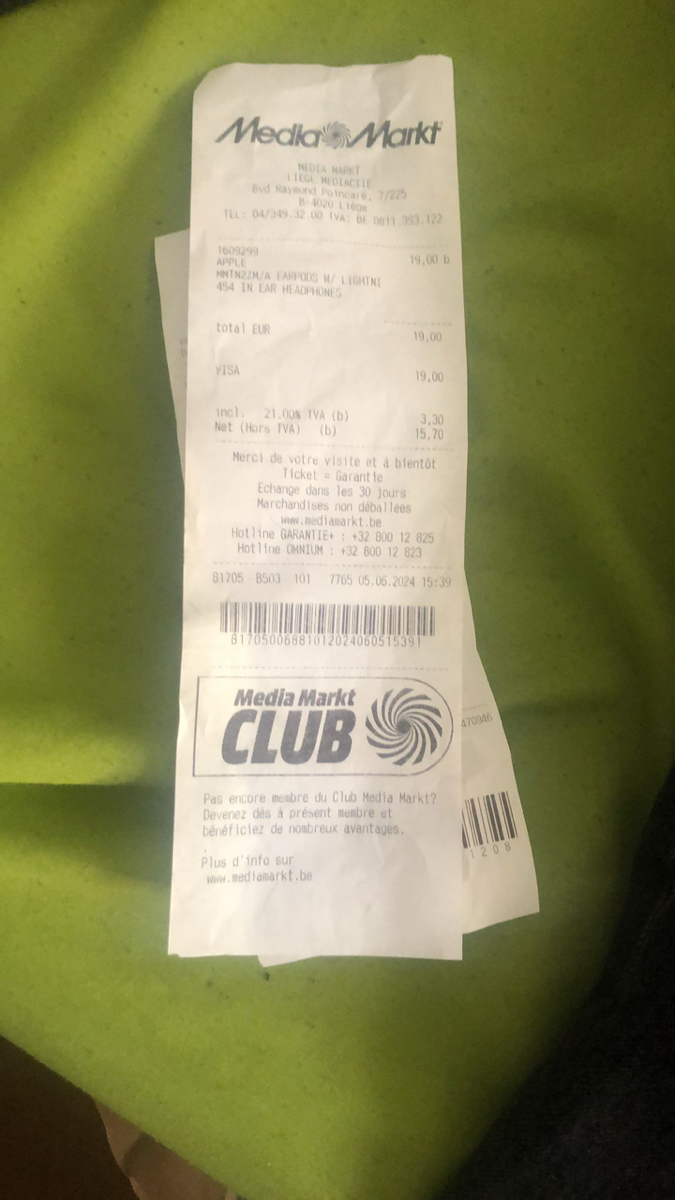 Media Markt
MEDIA MARKT
LIEGE MEDIACITE
Bvd Raymond Poincaré, 7/225
B-4020 Liège
TEL: 04/349.32.00 TVA: BE 0811.393.122
1609299
APPLE 19,00 b
MMTN2ZM/A EARPODS W/ LIGHTNI
454 IN EAR HEADPHONES
total EUR 19,00
VISA 19,00
incl. 21,00% TVA (b) 3,30
Net (Hors TVA) (b) 15,70
Merci de votre visite et à bientôt
Ticket = Garantie
Echange dans les 30 jours
Marchandises non déballées
www.mediamarkt.be
Hotline GARANTIE+ : +32 800 12 825
Hotline OMNIUM : +32 800 12 823
81705 B503 101 7765 05.06.2024 15:39
Media Markt
CLUB
470946
1208
Pas encore membre du Club Media Markt?
Devenez dès à présent membre et
bénéficiez de nombreux avantages.
Plus d'info sur
www.mediamarkt.be